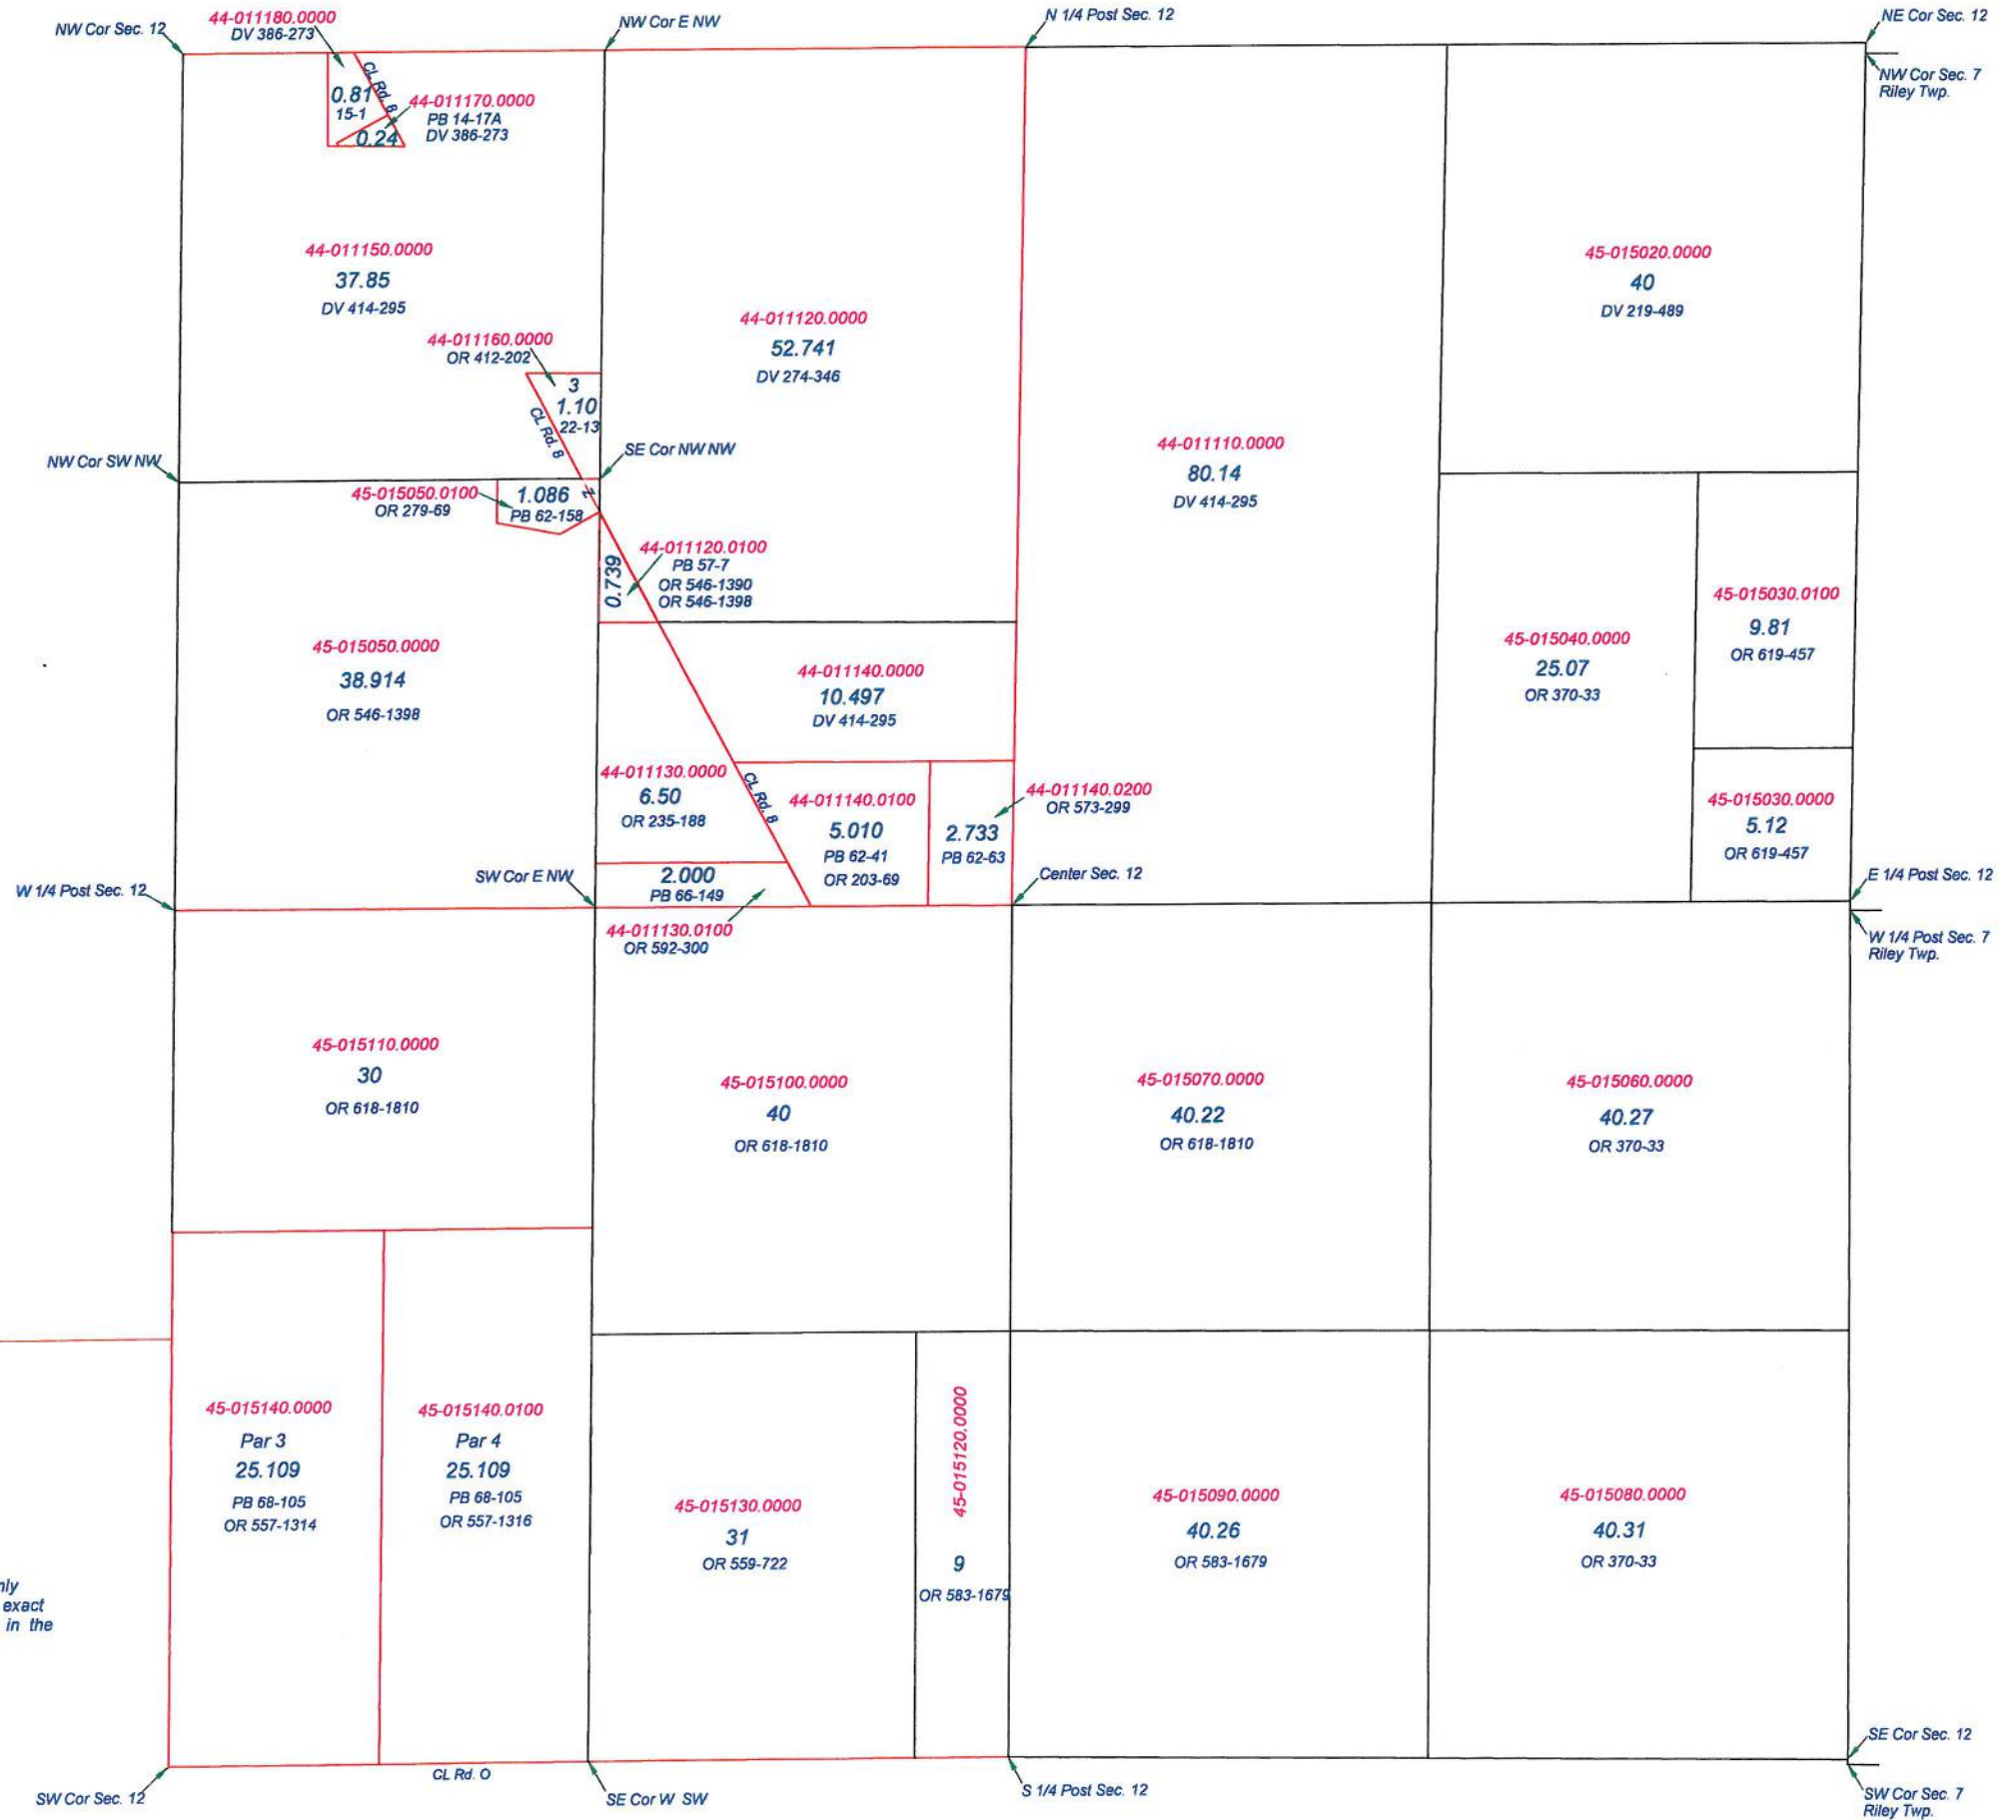 NW Cor Sec. 12
44-011180.0000
DV 386-273
NW Cor E NW
N 1/4 Post Sec. 12
NE Cor Sec. 12
NW Cor Sec. 7
Riley Twp.
CL Rd. 8
0.81
15-1
44-011170.0000
PB 14-17A
DV 386-273
0.24
44-011150.0000
37.85
DV 414-295
44-011120.0000
52.741
DV 274-346
45-015020.0000
40
DV 219-489
44-011160.0000
OR 412-202
3
1.10
22-13
CL Rd. 8
44-011110.0000
80.14
DV 414-295
NW Cor SW NW
SE Cor NW NW
45-015050.0100
OR 279-69
1.086
PB 62-158
Z
44-011120.0100
PB 57-7
OR 546-1390
OR 546-1398
0.739
45-015050.0000
38.914
OR 546-1398
44-011140.0000
10.497
DV 414-295
45-015040.0000
25.07
OR 370-33
45-015030.0100
9.81
OR 619-457
44-011130.0000
6.50
OR 235-188
CL Rd. 8
44-011140.0100
5.010
PB 62-41
OR 203-69
2.733
PB 62-63
44-011140.0200
OR 573-299
45-015030.0000
5.12
OR 619-457
W 1/4 Post Sec. 12
SW Cor E NW
2.000
PB 66-149
Center Sec. 12
E 1/4 Post Sec. 12
44-011130.0100
OR 592-300
W 1/4 Post Sec. 7
Riley Twp.
45-015110.0000
30
OR 618-1810
45-015100.0000
40
OR 618-1810
45-015070.0000
40.22
OR 618-1810
45-015060.0000
40.27
OR 370-33
45-015140.0000
Par 3
25.109
PB 68-105
OR 557-1314
45-015140.0100
Par 4
25.109
PB 68-105
OR 557-1316
45-015130.0000
31
OR 559-722
45-015120.0000
9
OR 583-1679
45-015090.0000
40.26
OR 583-1679
45-015080.0000
40.31
OR 370-33
nly
exact
in the
SW Cor Sec. 12
CL Rd. O
SE Cor W SW
S 1/4 Post Sec. 12
SE Cor Sec. 12
SW Cor Sec. 7
Riley Twp.